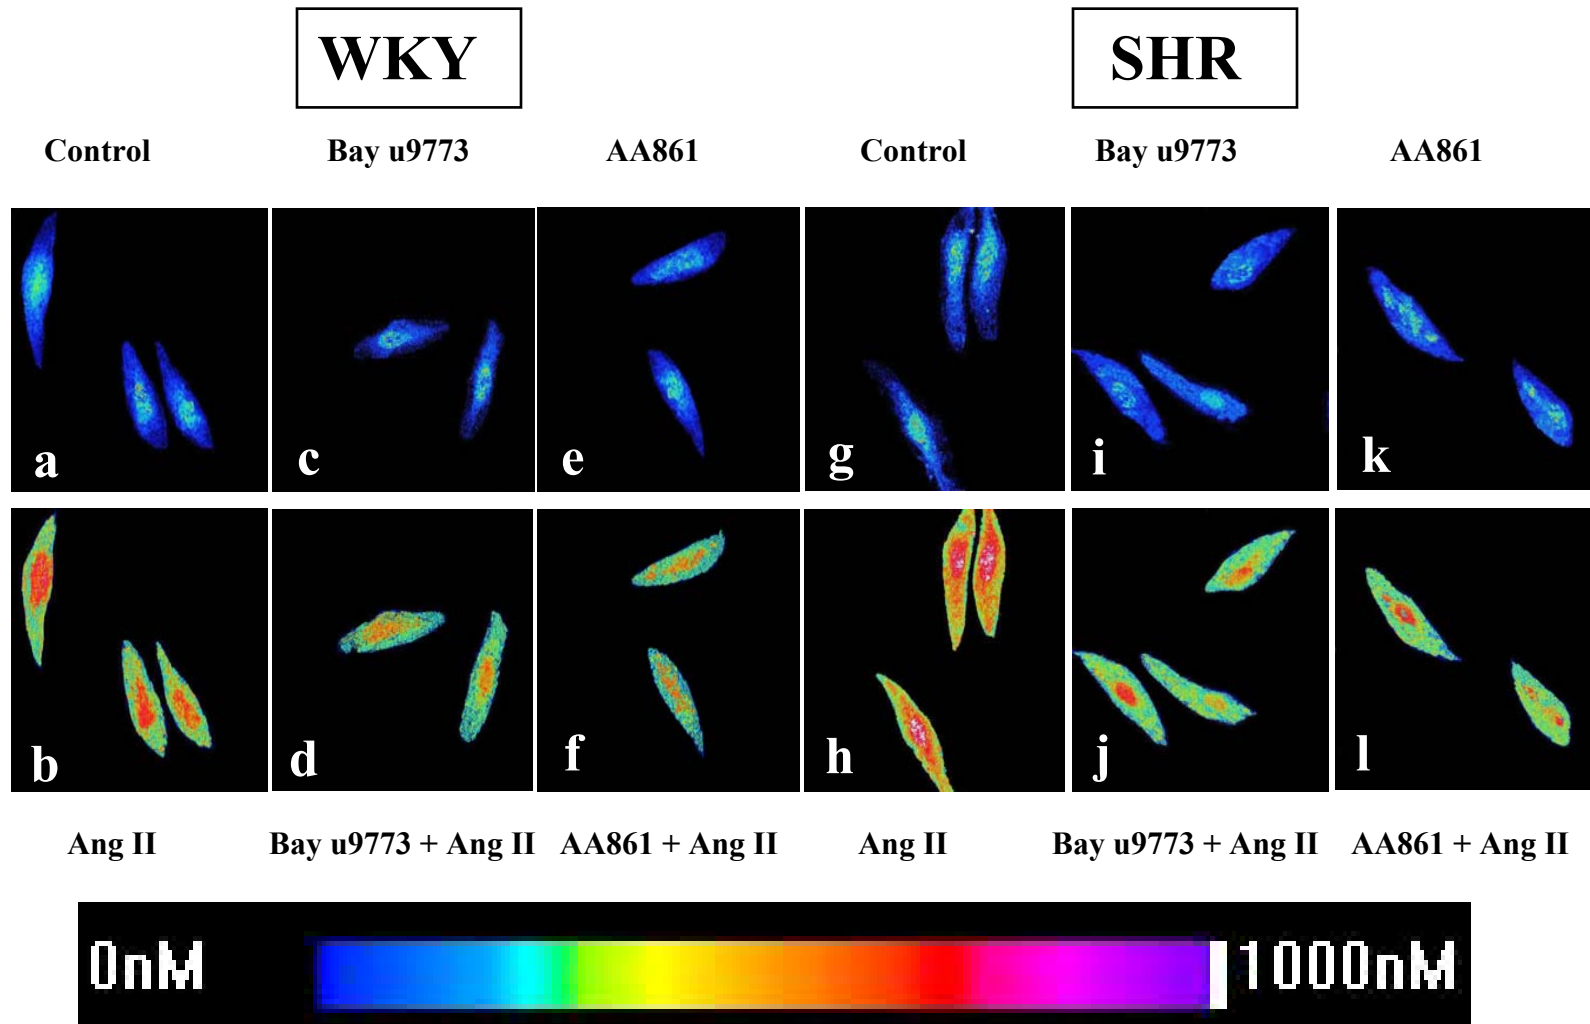 WKY SHR
Control Bay u9773 AA861 Control Bay u9773 AA861
a c e g i k
b d f h j l
Ang II Bay u9773 + Ang II AA861 + Ang II Ang II Bay u9773 + Ang II AA861 + Ang II
0nM 1000nM